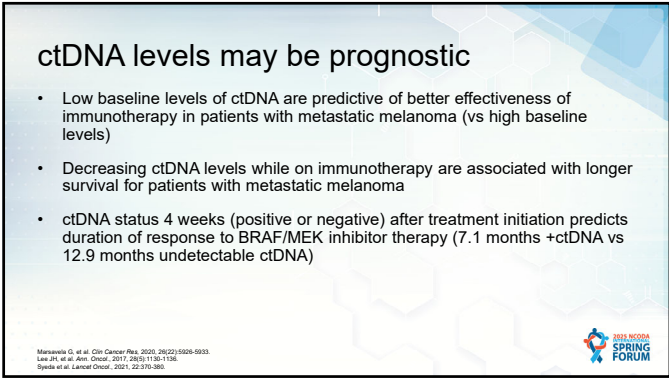 ctDNA levels may be prognostic
• Low baseline levels of ctDNA are predictive of better effectiveness of
immunotherapy in patients with metastatic melanoma (vs high baseline
levels)
• Decreasing ctDNA levels while on immunotherapy are associated with longer
survival for patients with metastatic melanoma
• ctDNA status 4 weeks (positive or negative) after treatment initiation predicts
duration of response to BRAF/MEK inhibitor therapy (7.1 months +ctDNA vs
12.9 months undetectable ctDNA)
Marsavela G, et al. Clin Cancer Res, 2020, 26(22):5926-5933.
Lee JH, et al. Ann. Oncol., 2017, 28(5):1130-1136.
Syeda et al. Lancet Oncol., 2021, 22:370-380.
2025 NCODA
INTERNATIONAL
SPRING
FORUM